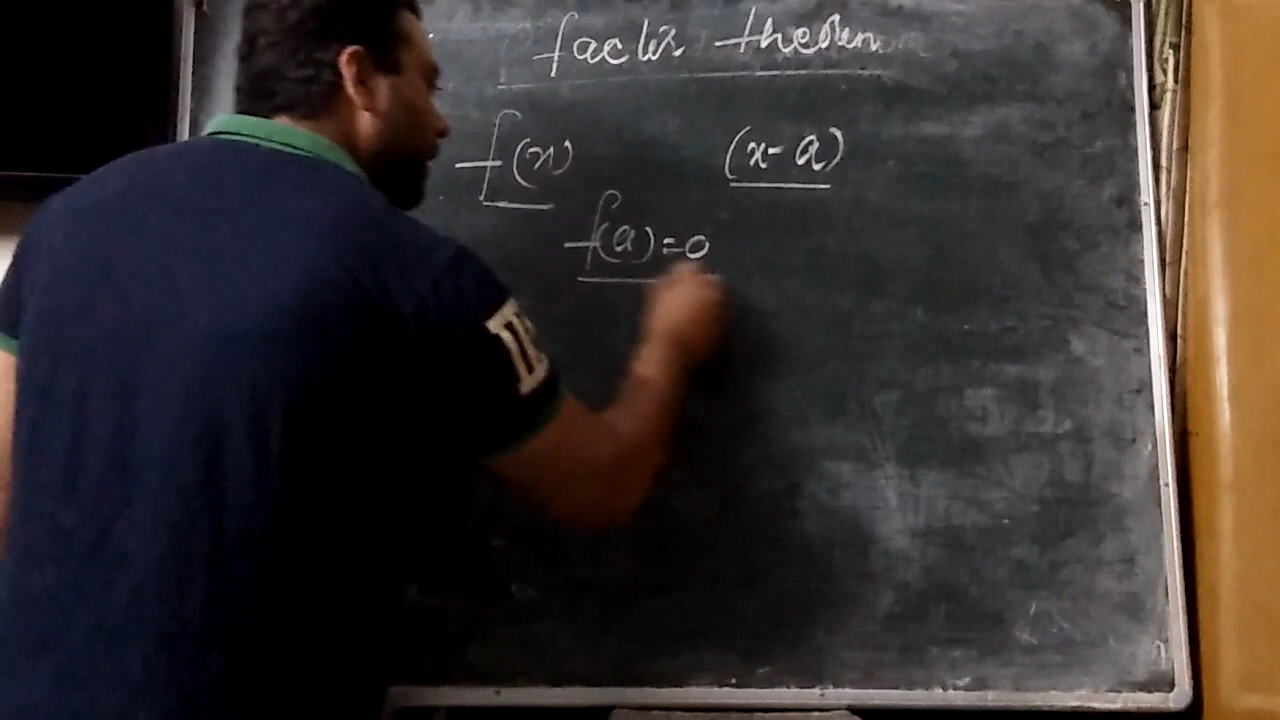 factor theorem
f(x) (x-a)
f(a)=0